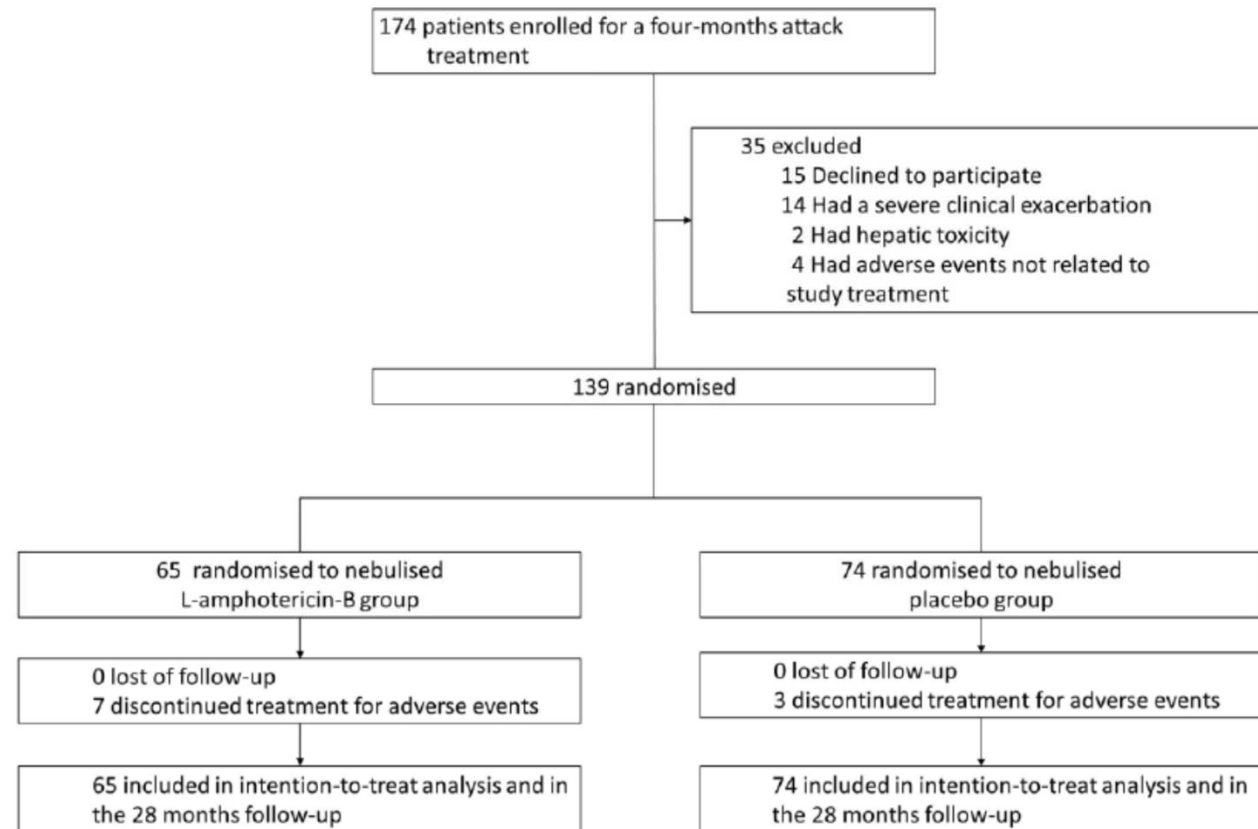 174 patients enrolled for a four-months attack
treatment
35 excluded
15 Declined to participate
14 Had a severe clinical exacerbation
2 Had hepatic toxicity
4 Had adverse events not related to
study treatment
139 randomised
65 randomised to nebulised
L-amphotericin-B group
74 randomised to nebulised
placebo group
0 lost of follow-up
7 discontinued treatment for adverse events
0 lost of follow-up
3 discontinued treatment for adverse events
65 included in intention-to-treat analysis and in
the 28 months follow-up
74 included in intention-to-treat analysis and in
the 28 months follow-up